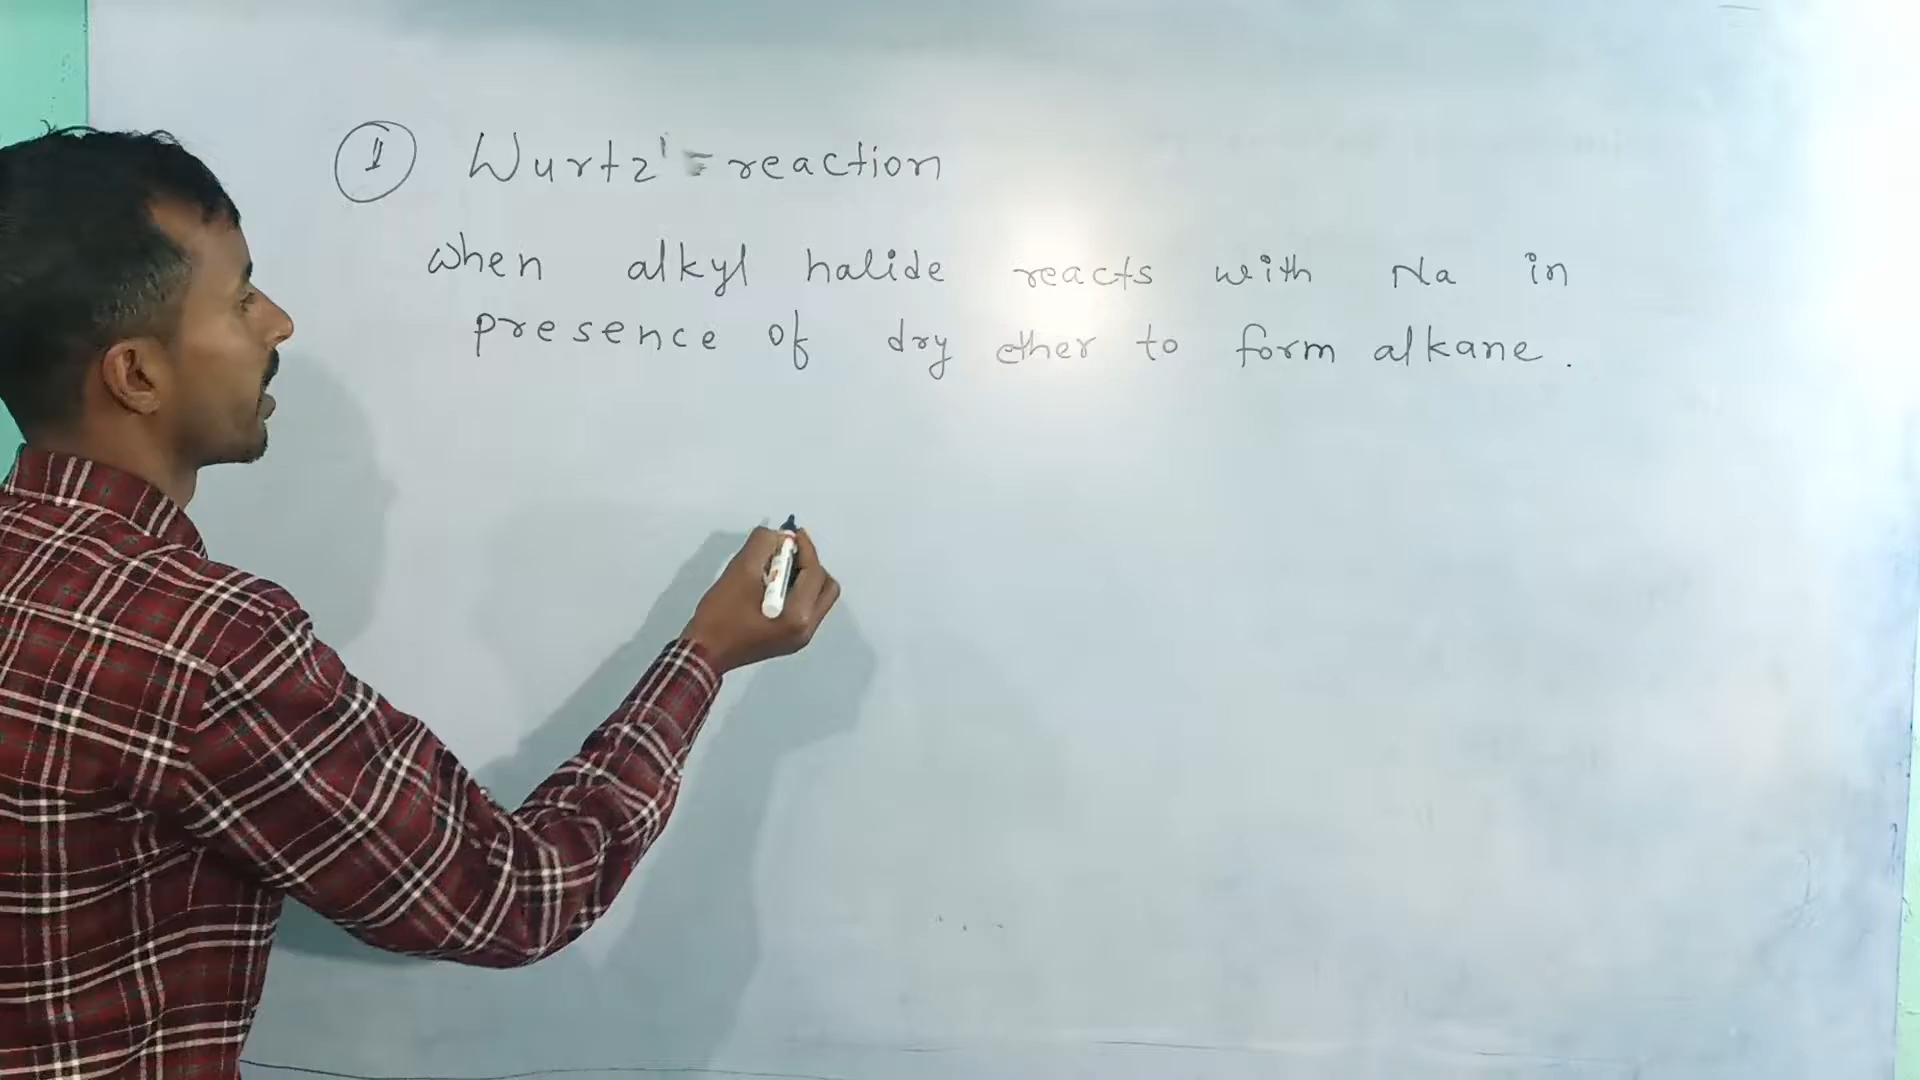 1 Wurtz'=reaction
when alkyl halide reacts with Na in
presence of dry ether to form alkane.